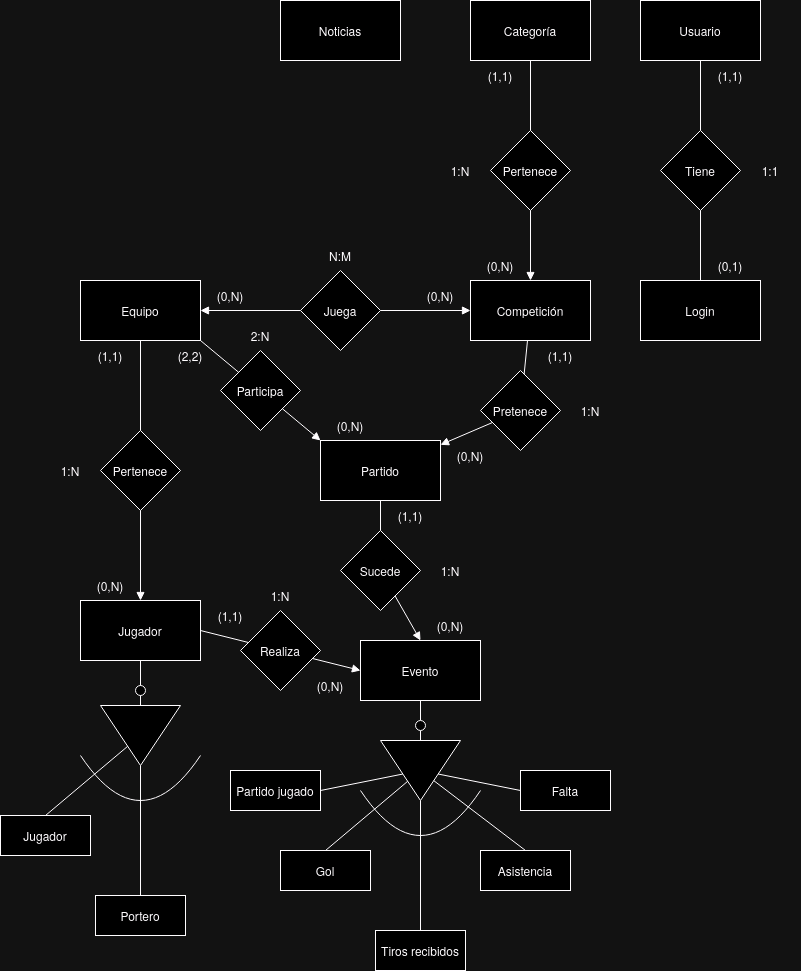 Noticias
Categoría
Usuario
(1,1)
(1,1)
1:N
Pertenece
Tiene
1:1
N:M
(0,N)
(0,1)
(0,N)
(0,N)
Equipo
Juega
Competición
Login
2:N
(1,1)
(2,2)
(1,1)
Participa
Pretenece
1:N
(0,N)
(0,N)
1:N
Pertenece
Partido
(1,1)
Sucede
1:N
(0,N)
1:N
(1,1)
(0,N)
Jugador
Realiza
Evento
(0,N)
Partido jugado
Falta
Jugador
Gol
Asistencia
Portero
Tiros recibidos